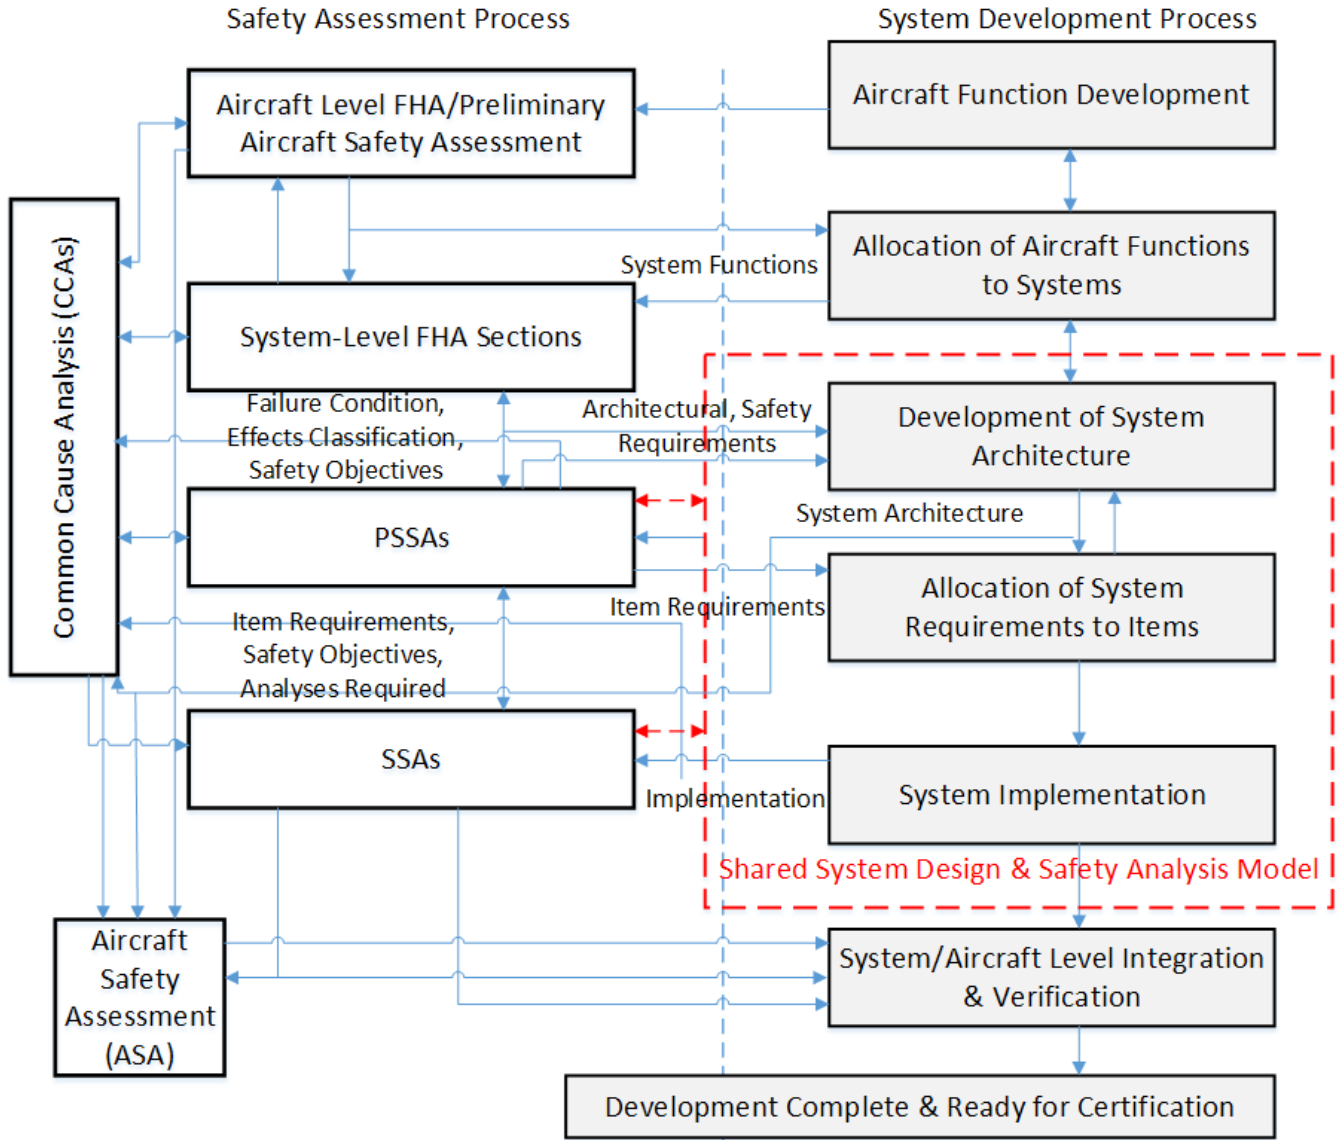 Safety Assessment Process
System Development Process
Aircraft Level FHA/Preliminary
Aircraft Safety Assessment
Aircraft Function Development
Common Cause Analysis (CCAs)
Allocation of Aircraft Functions
to Systems
System Functions
System-Level FHA Sections
Failure Condition,
Effects Classification,
Safety Objectives
Architectural, Safety
Requirements
Development of System
Architecture
PSSAs
System Architecture
Item Requirements
Allocation of System
Requirements to Items
Item Requirements,
Safety Objectives,
Analyses Required
SSAs
Implementation
System Implementation
Shared System Design & Safety Analysis Model
Aircraft
Safety
Assessment
(ASA)
System/Aircraft Level Integration
& Verification
Development Complete & Ready for Certification